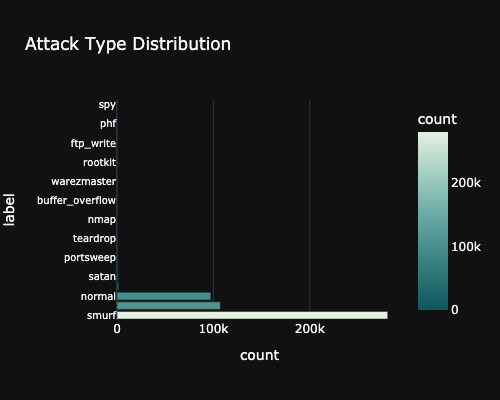 Attack Type Distribution
count
spy
phf
ftp_write
rootkit
warezmaster
buffer_overflow
nmap
teardrop
portsweep
satan
normal
smurf
label
0
100k
200k
count
200k
100k
0